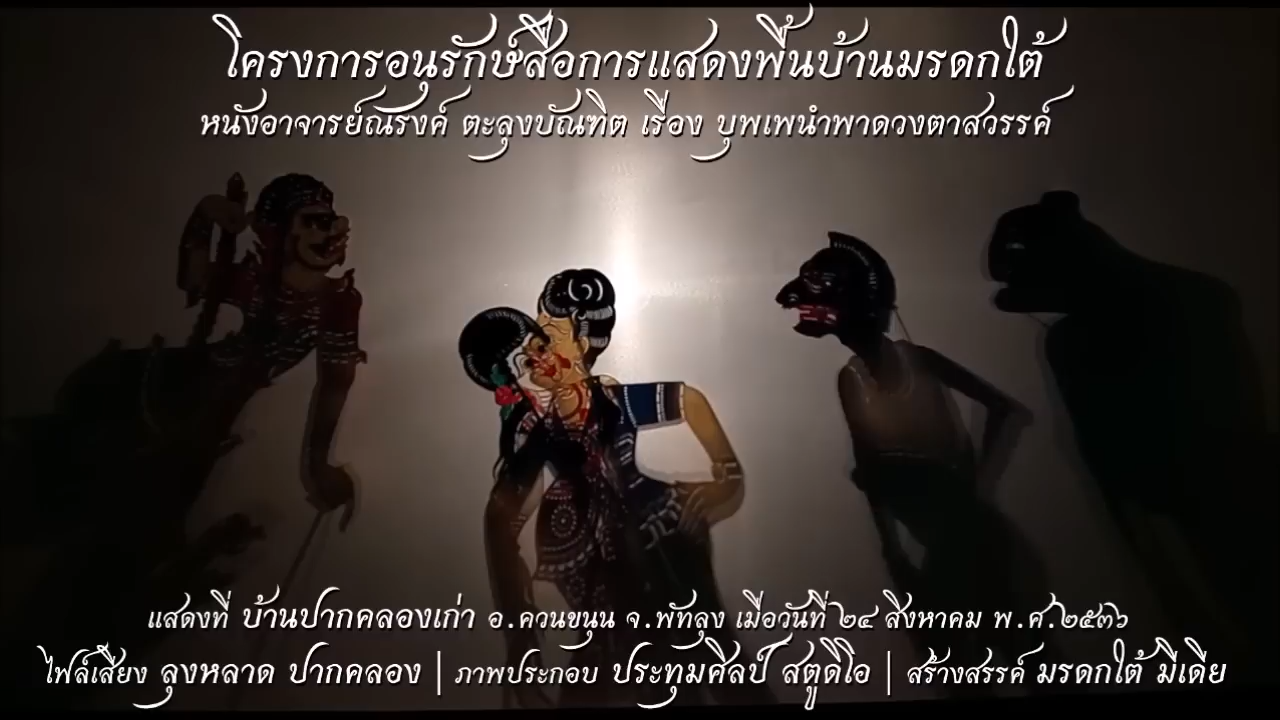 โครงการอนุรักษ์สื่อการแสดงพื้นบ้านมรดกใต้
หนังอาจารย์ณรงค์ ตะลุงบัณฑิต เรื่อง บุพเพนำพาดวงตาสวรรค์
แสดงที่ บ้านปากคลองเก่า อ.ควนขนุน จ.พัทลุง เมื่อวันที่ ๒๔ สิงหาคม พ.ศ.๒๕๓๖
ไฟล์เสียง ลุงหลาด ปากคลอง | ภาพประกอบ ประทุมศิลป์ สตูดิโอ | สร้างสรรค์ มรดกใต้ มีเดีย